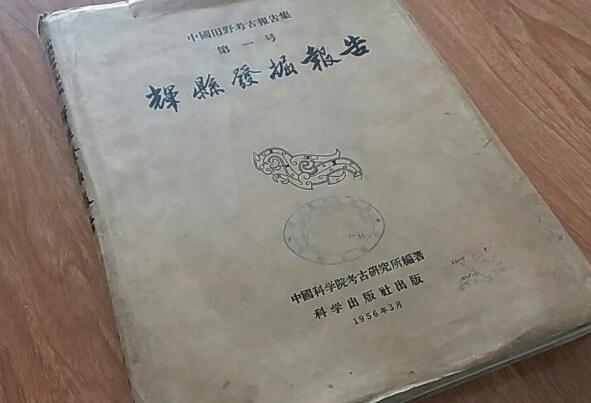 中國田野考古報告集
第一号
輝縣發掘報告
中國科学院考古研究所編著
科学出版社出版
1956年3月